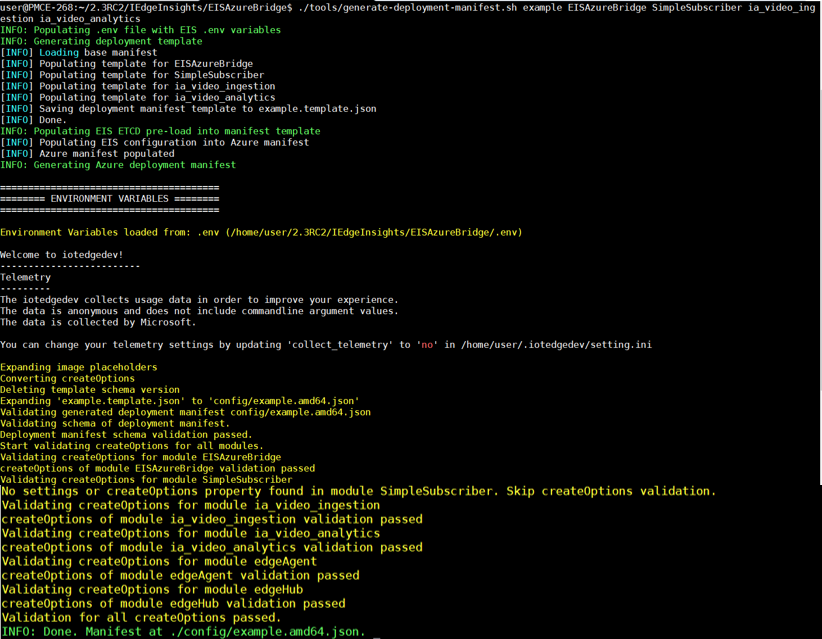 user@PMCE-268:~/2.3RC2/IEdgeInsights/EISAzureBridge$ ./tools/generate-deployment-manifest.sh example EISAzureBridge SimpleSubscriber ia_video_ing
estion ia_video_analytics
INFO: Populating .env file with EIS .env variables
INFO: Generating deployment template
[INFO] Loading base manifest
[INFO] Populating template for EISAzureBridge
[INFO] Populating template for SimpleSubscriber
[INFO] Populating template for ia_video_ingestion
[INFO] Populating template for ia_video_analytics
[INFO] Saving deployment manifest template to example.template.json
[INFO] Done.
INFO: Populating EIS ETCD pre-load into manifest template
[INFO] Populating EIS configuration into Azure manifest
[INFO] Azure manifest populated
INFO: Generating Azure deployment manifest
=======================================
======== ENVIRONMENT VARIABLES ========
=======================================
Environment Variables loaded from: .env (/home/user/2.3RC2/IEdgeInsights/EISAzureBridge/.env)
Welcome to iotedgedev!
-------------------------
Telemetry
---------
The iotedgedev collects usage data in order to improve your experience.
The data is anonymous and does not include commandline argument values.
The data is collected by Microsoft.
You can change your telemetry settings by updating 'collect_telemetry' to 'no' in /home/user/.iotedgedev/setting.ini
Expanding image placeholders
Converting createOptions
Deleting template schema version
Expanding 'example.template.json' to 'config/example.amd64.json'
Validating generated deployment manifest config/example.amd64.json
Validating schema of deployment manifest.
Deployment manifest schema validation passed.
Start validating createOptions for all modules.
Validating createOptions for module EISAzureBridge
createOptions of module EISAzureBridge validation passed
Validating createOptions for module SimpleSubscriber
No settings or createOptions property found in module SimpleSubscriber. Skip createOptions validation.
Validating createOptions for module ia_video_ingestion
createOptions of module ia_video_ingestion validation passed
Validating createOptions for module ia_video_analytics
createOptions of module ia_video_analytics validation passed
Validating createOptions for module edgeAgent
createOptions of module edgeAgent validation passed
Validating createOptions for module edgeHub
createOptions of module edgeHub validation passed
Validation for all createOptions passed.
INFO: Done. Manifest at ./config/example.amd64.json. _